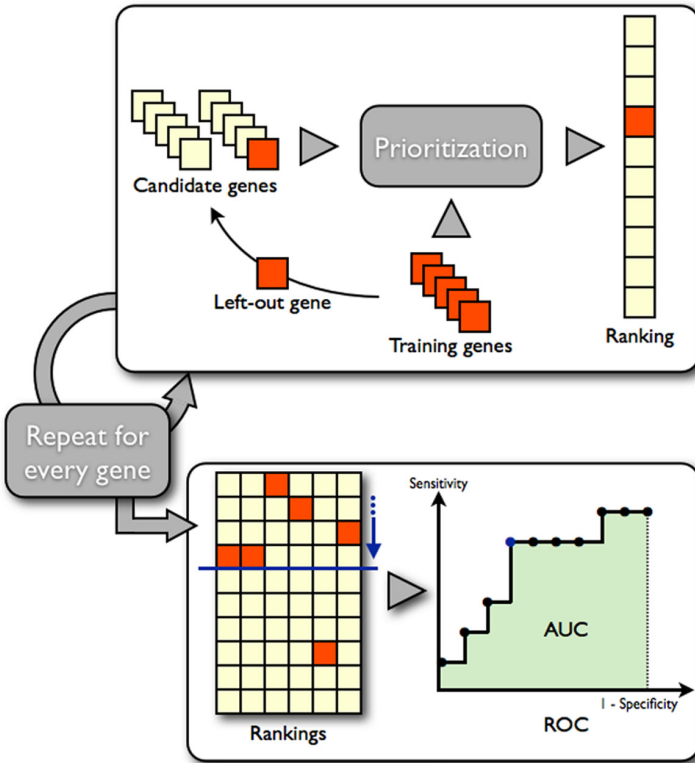 Prioritization
Candidate genes
Left-out gene
Training genes
Ranking
Repeat for
every gene
Sensitivity
AUC
1 - Specificity
Rankings
ROC